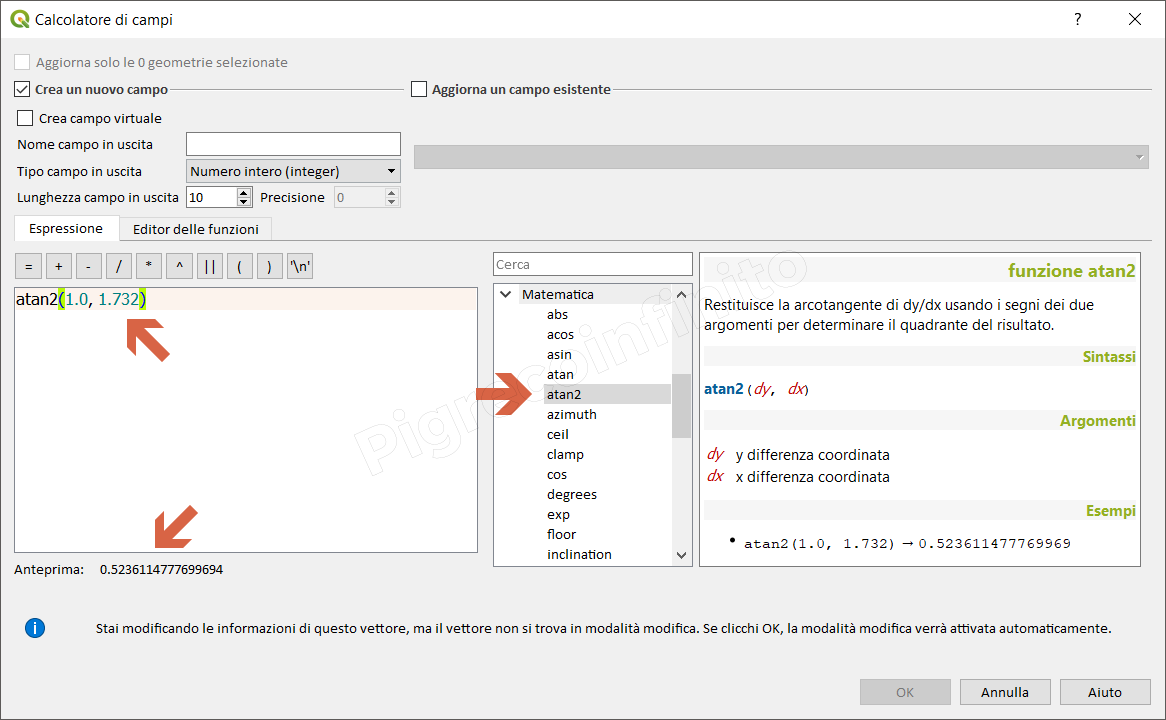 Calcolatore di campi
?
Aggiorna solo le 0 geometrie selezionate
Crea un nuovo campo
Aggiorna un campo esistente
Crea campo virtuale
Nome campo in uscita
Tipo campo in uscita
Numero intero (integer)
Lunghezza campo in uscita
10
Precisione
0
Espressione
Editor delle funzioni
= + - / * ^ || ( ) '\n'
atan2(1.0, 1.732)
Anteprima: 0.5236114777699694
Cerca
Matematica
abs
acos
asin
atan
atan2
azimuth
ceil
clamp
cos
degrees
exp
floor
inclination
funzione atan2
Restituisce la arcotangente di dy/dx usando i segni dei due
argomenti per determinare il quadrante del risultato.
Sintassi
atan2(dy, dx)
Argomenti
dy y differenza coordinata
dx x differenza coordinata
Esempi
• atan2(1.0, 1.732) → 0.523611477769969
Pigrecoinfinito
i
Stai modificando le informazioni di questo vettore, ma il vettore non si trova in modalità modifica. Se clicchi OK, la modalità modifica verrà attivata automaticamente.
OK
Annulla
Aiuto